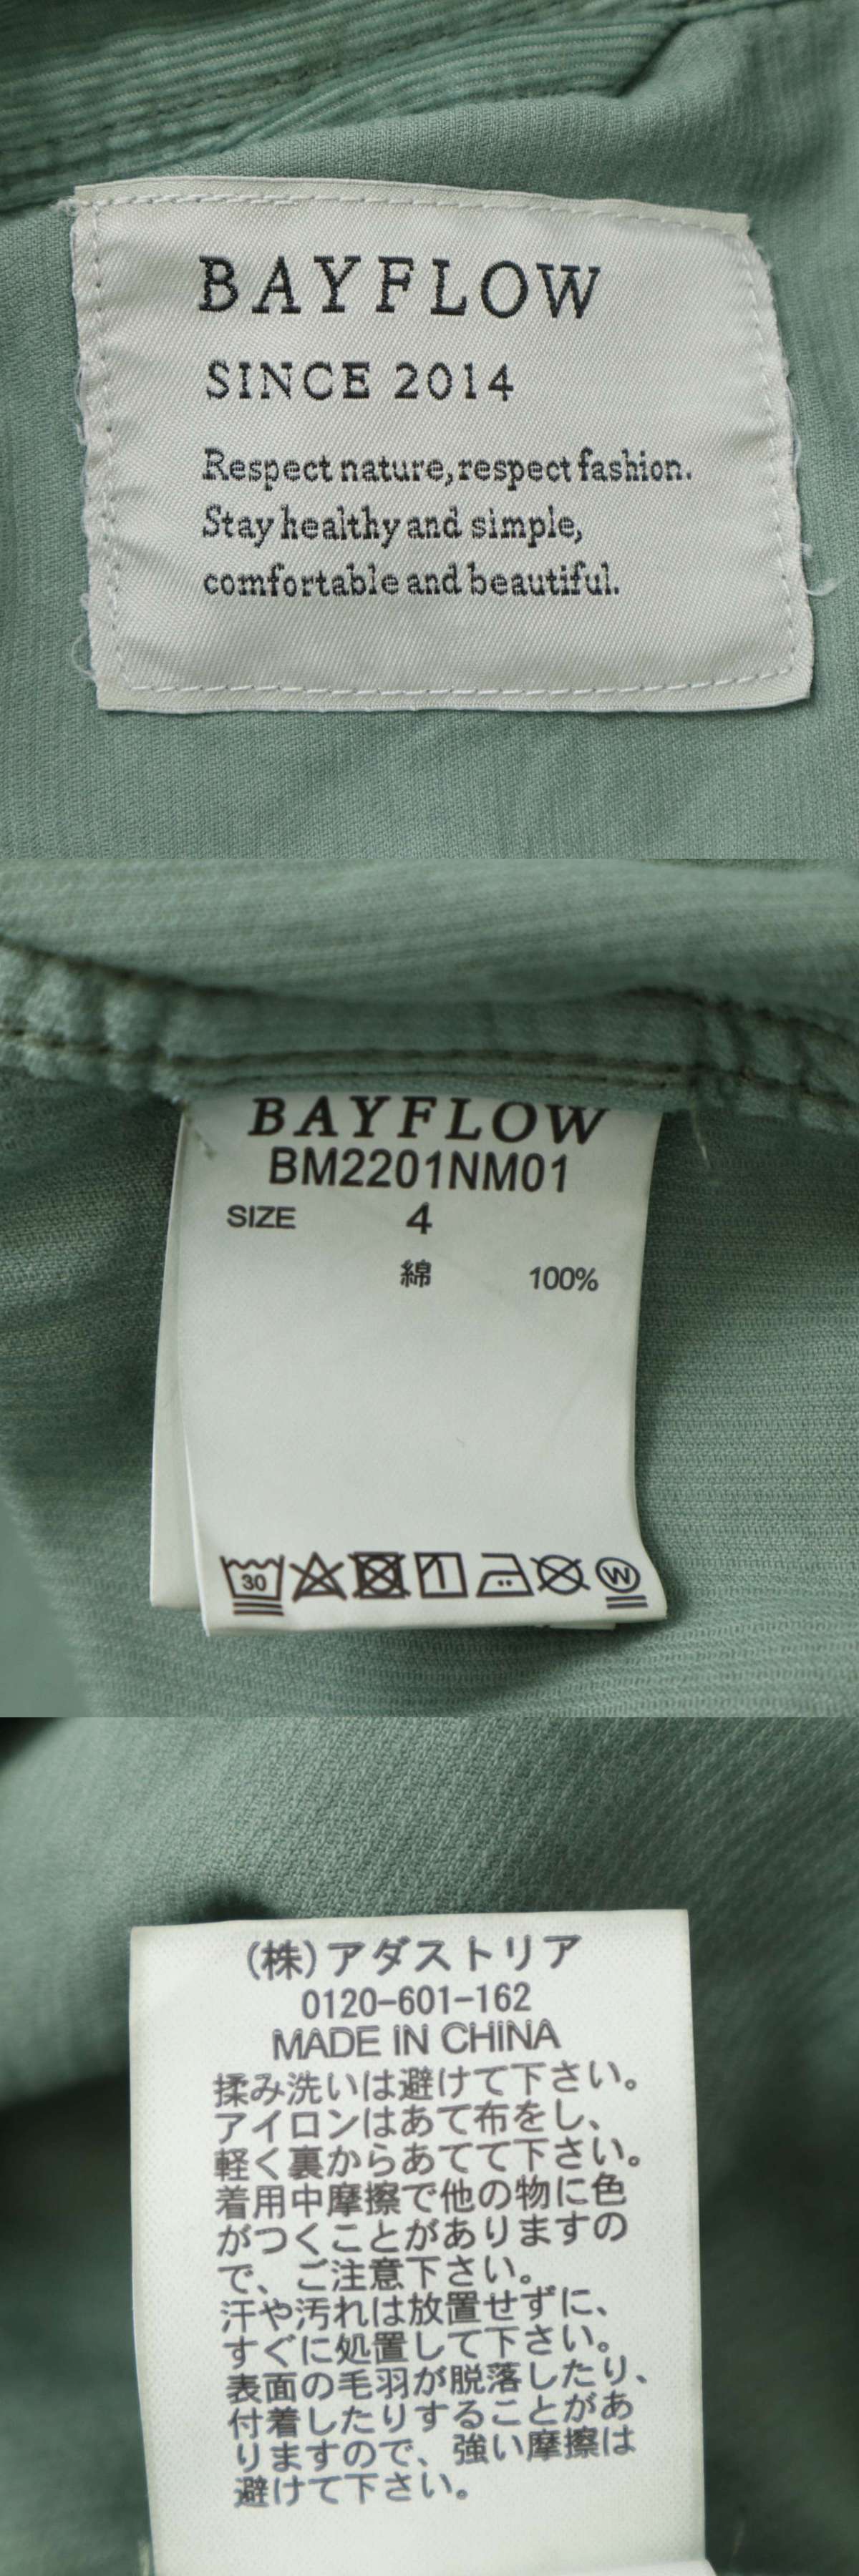 BAYFLOW
SINCE 2014
Respect nature, respect fashion.
Stay healthy and simple,
comfortable and beautiful.
BAYFLOW
BM2201NM01
SIZE 4
綿 100%
30
W
(株)アダストリア
0120-601-162
MADE IN CHINA
揉み洗いは避けて下さい。
アイロンはあて布をし、
軽く裏からあてて下さい。
着用中摩擦で他の物に色
がつくことがありますの
で、ご注意下さい。
汗や汚れは放置せずに、
すぐに処置して下さい。
表面の毛羽が脱落したり、
付着したりすることがあ
りますので、強い摩擦は
避けて下さい。